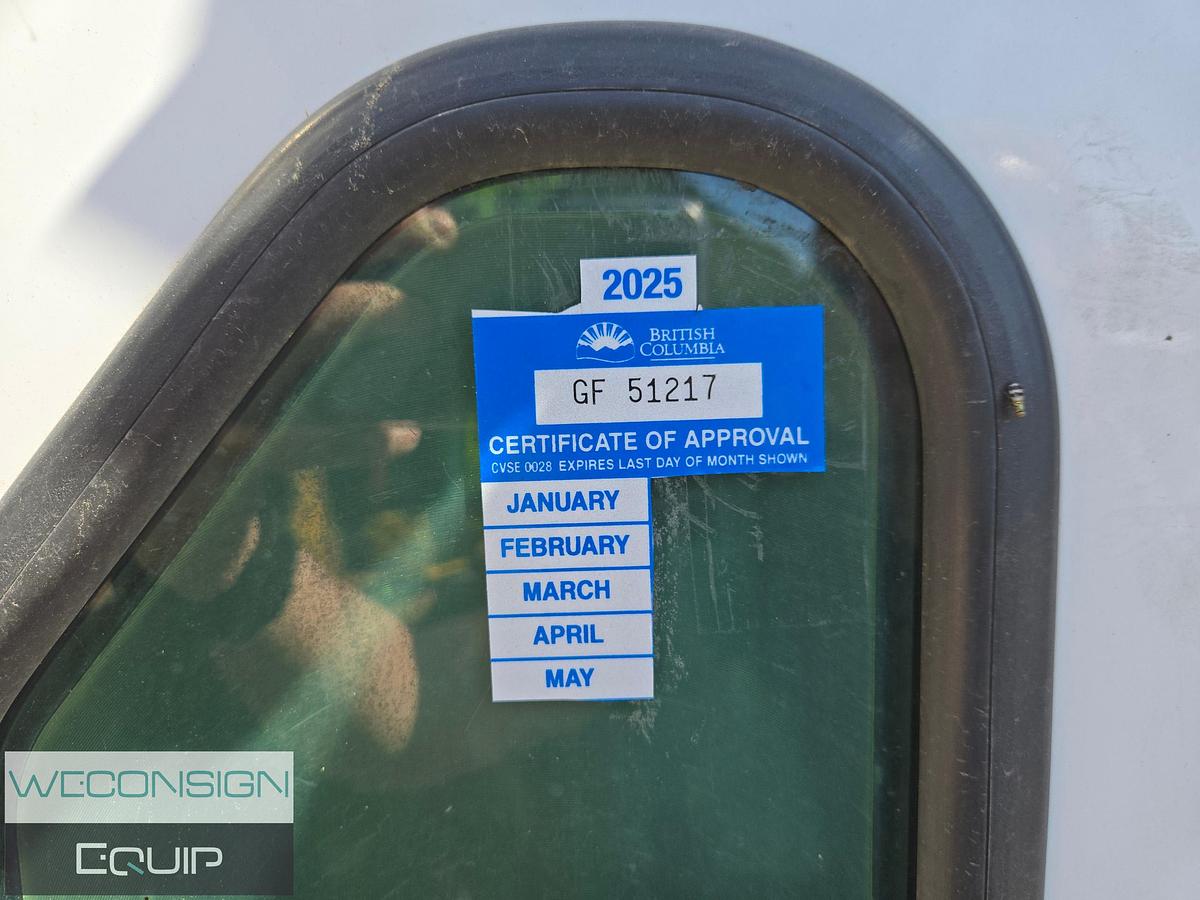 2025
BRITISH
COLUMBIA
GF 51217
CERTIFICATE OF APPROVAL
CVSE 0028 EXPIRES LAST DAY OF MONTH SHOWN
JANUARY
FEBRUARY
MARCH
APRIL
MAY
WECONSIGN
EQUIP